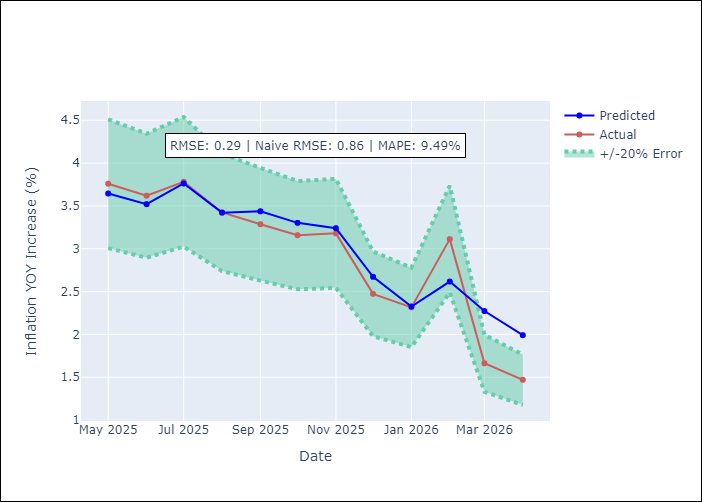 Predicted
Actual
+/-20% Error
RMSE: 0.29 | Naive RMSE: 0.86 | MAPE: 9.49%
4.5
4
3.5
3
2.5
2
1.5
1
Inflation YOY Increase (%)
May 2025 Jul 2025 Sep 2025 Nov 2025 Jan 2026 Mar 2026
Date